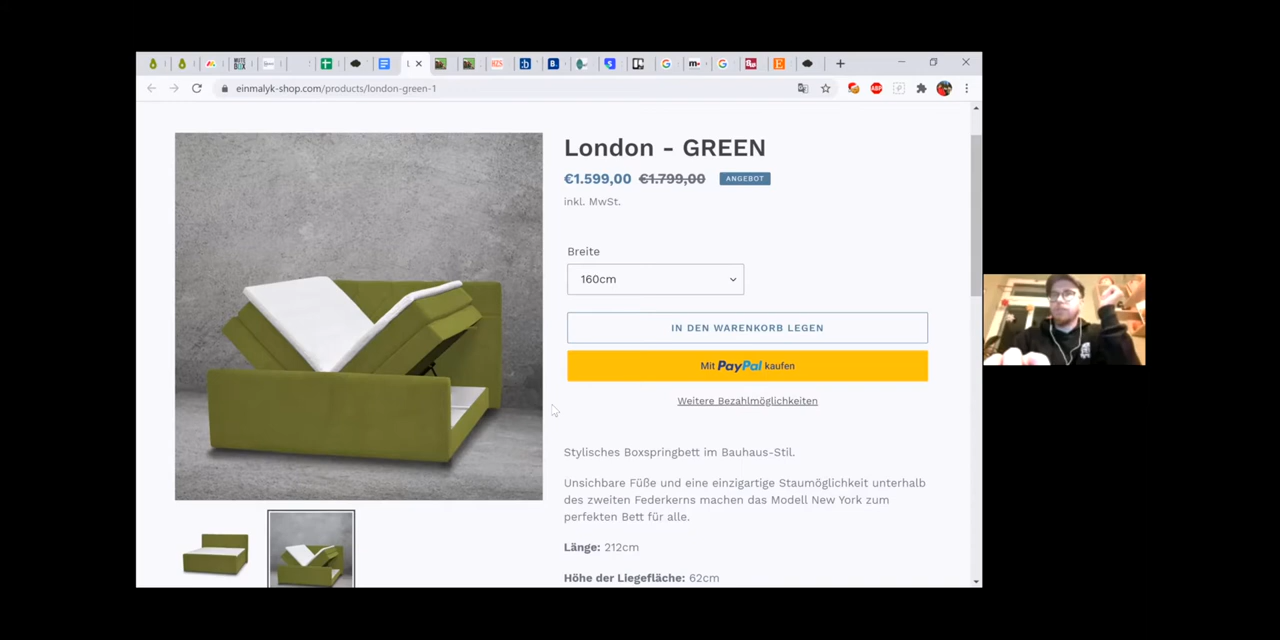 einmalyk-shop.com/products/london-green-1
London - GREEN
€1.599,00 €1.799,00 ANGEBOT
inkl. MwSt.
Breite
160cm
IN DEN WARENKORB LEGEN
Mit PayPal kaufen
Weitere Bezahlmöglichkeiten
Stylisches Boxspringbett im Bauhaus-Stil.
Unsichbare Füße und eine einzigartige Staumöglichkeit unterhalb
des zweiten Federkerns machen das Modell New York zum
perfekten Bett für alle.
Länge: 212cm
Höhe der Liegefläche: 62cm